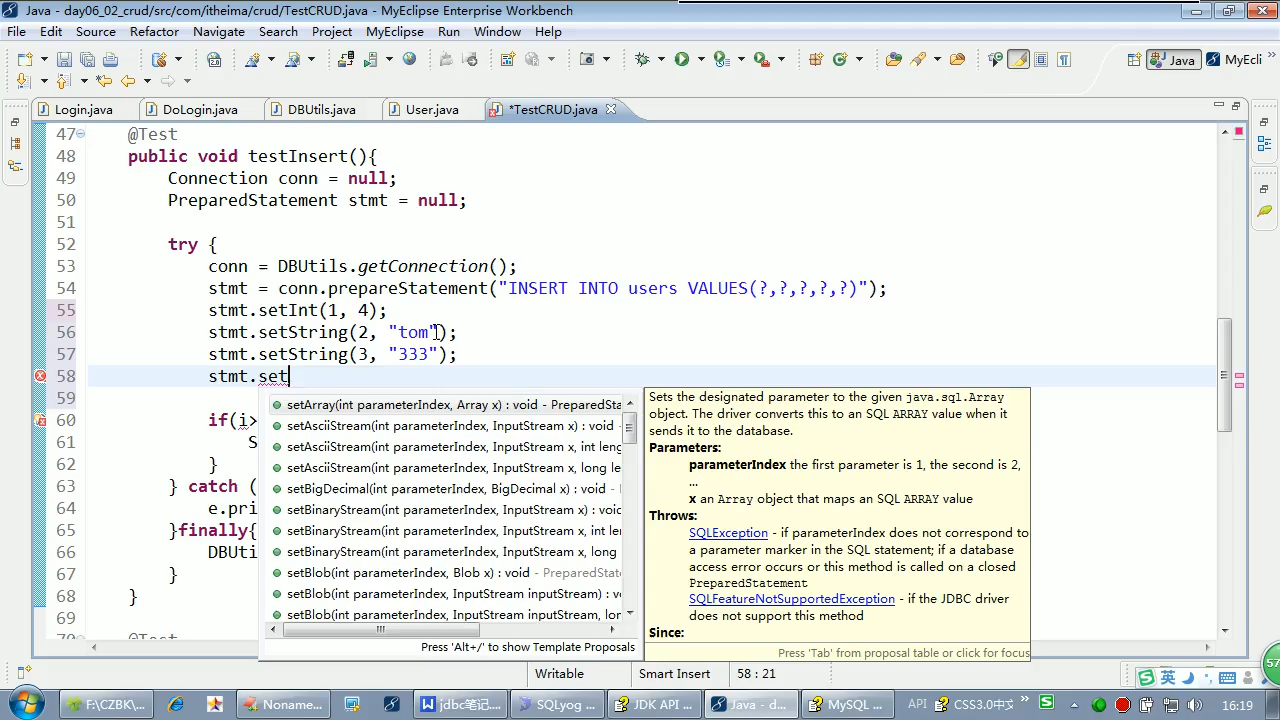 Java - day06_02_crud/src/com/itheima/crud/TestCRUD.java - MyEclipse Enterprise Workbench
File Edit Source Refactor Navigate Search Project MyEclipse Run Window Help
Java MyEcli
Login.java DoLogin.java DBUtils.java User.java *TestCRUD.java
47 @Test
48 public void testInsert(){
49 Connection conn = null;
50 PreparedStatement stmt = null;
51
52 try {
53 conn = DBUtils.getConnection();
54 stmt = conn.prepareStatement("INSERT INTO users VALUES(?,?,?,?,?)");
55 stmt.setInt(1, 4);
56 stmt.setString(2, "tom");
57 stmt.setString(3, "333");
58 stmt.set
59
60 if(i>
61 S
62 }
63 } catch (
64 e.pri
65 }finally{
66 DBUti
67 }
68 }
69
70 @Test
setArray(int parameterIndex, Array x) : void - PreparedSta
setAsciiStream(int parameterIndex, InputStream x) : void -
setAsciiStream(int parameterIndex, InputStream x, int leng
setAsciiStream(int parameterIndex, InputStream x, long le
setBigDecimal(int parameterIndex, BigDecimal x) : void -
setBinaryStream(int parameterIndex, InputStream x) : void
setBinaryStream(int parameterIndex, InputStream x, int len
setBinaryStream(int parameterIndex, InputStream x, long
setBlob(int parameterIndex, Blob x) : void - PreparedState
setBlob(int parameterIndex, InputStream inputStream) : vo
setBlob(int parameterIndex, InputStream inputStream, lon
Press 'Alt+/' to show Template Proposals
Sets the designated parameter to the given java.sql.Array
object. The driver converts this to an SQL ARRAY value when it
sends it to the database.
Parameters:
parameterIndex the first parameter is 1, the second is 2,
...
x an Array object that maps an SQL ARRAY value
Throws:
SQLException - if parameterIndex does not correspond to
a parameter marker in the SQL statement; if a database
access error occurs or this method is called on a closed
PreparedStatement
SQLFeatureNotSupportedException - if the JDBC driver
does not support this method
Since:
Press 'Tab' from proposal table or click for focus
Writable Smart Insert 58 : 21
57
英
F:\CZBK\... Noname... jdbc笔记... SQLyog ... JDK API ... Java - d... MySQL ... API CSS3.0中文 16:19